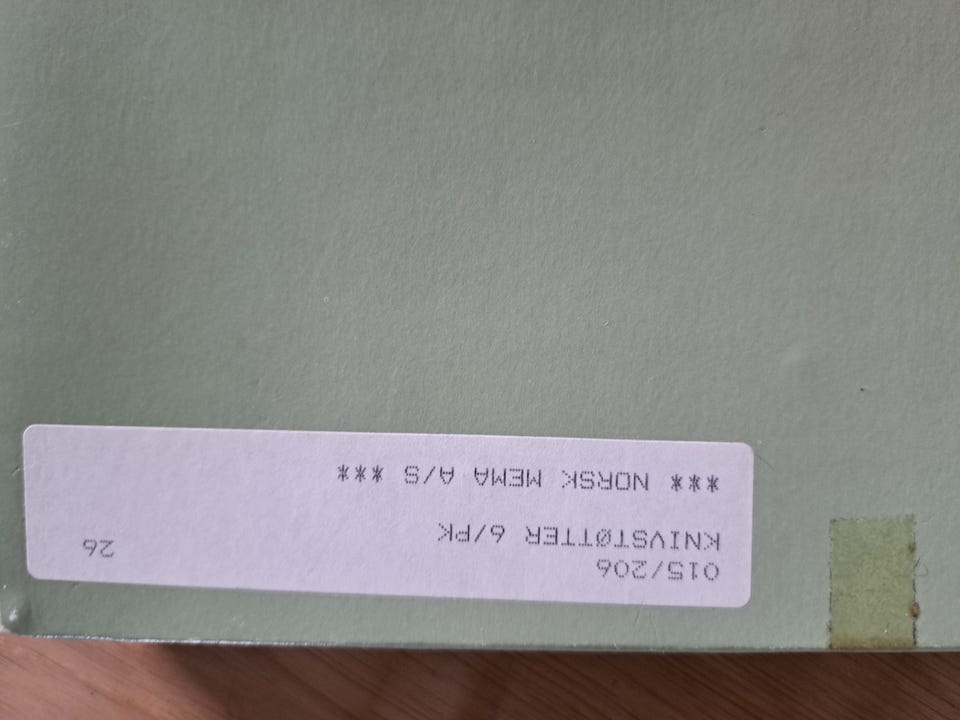 015/206
KNIVSTØTTER 6/PK 26
*** NORSK MEMA A/S ***